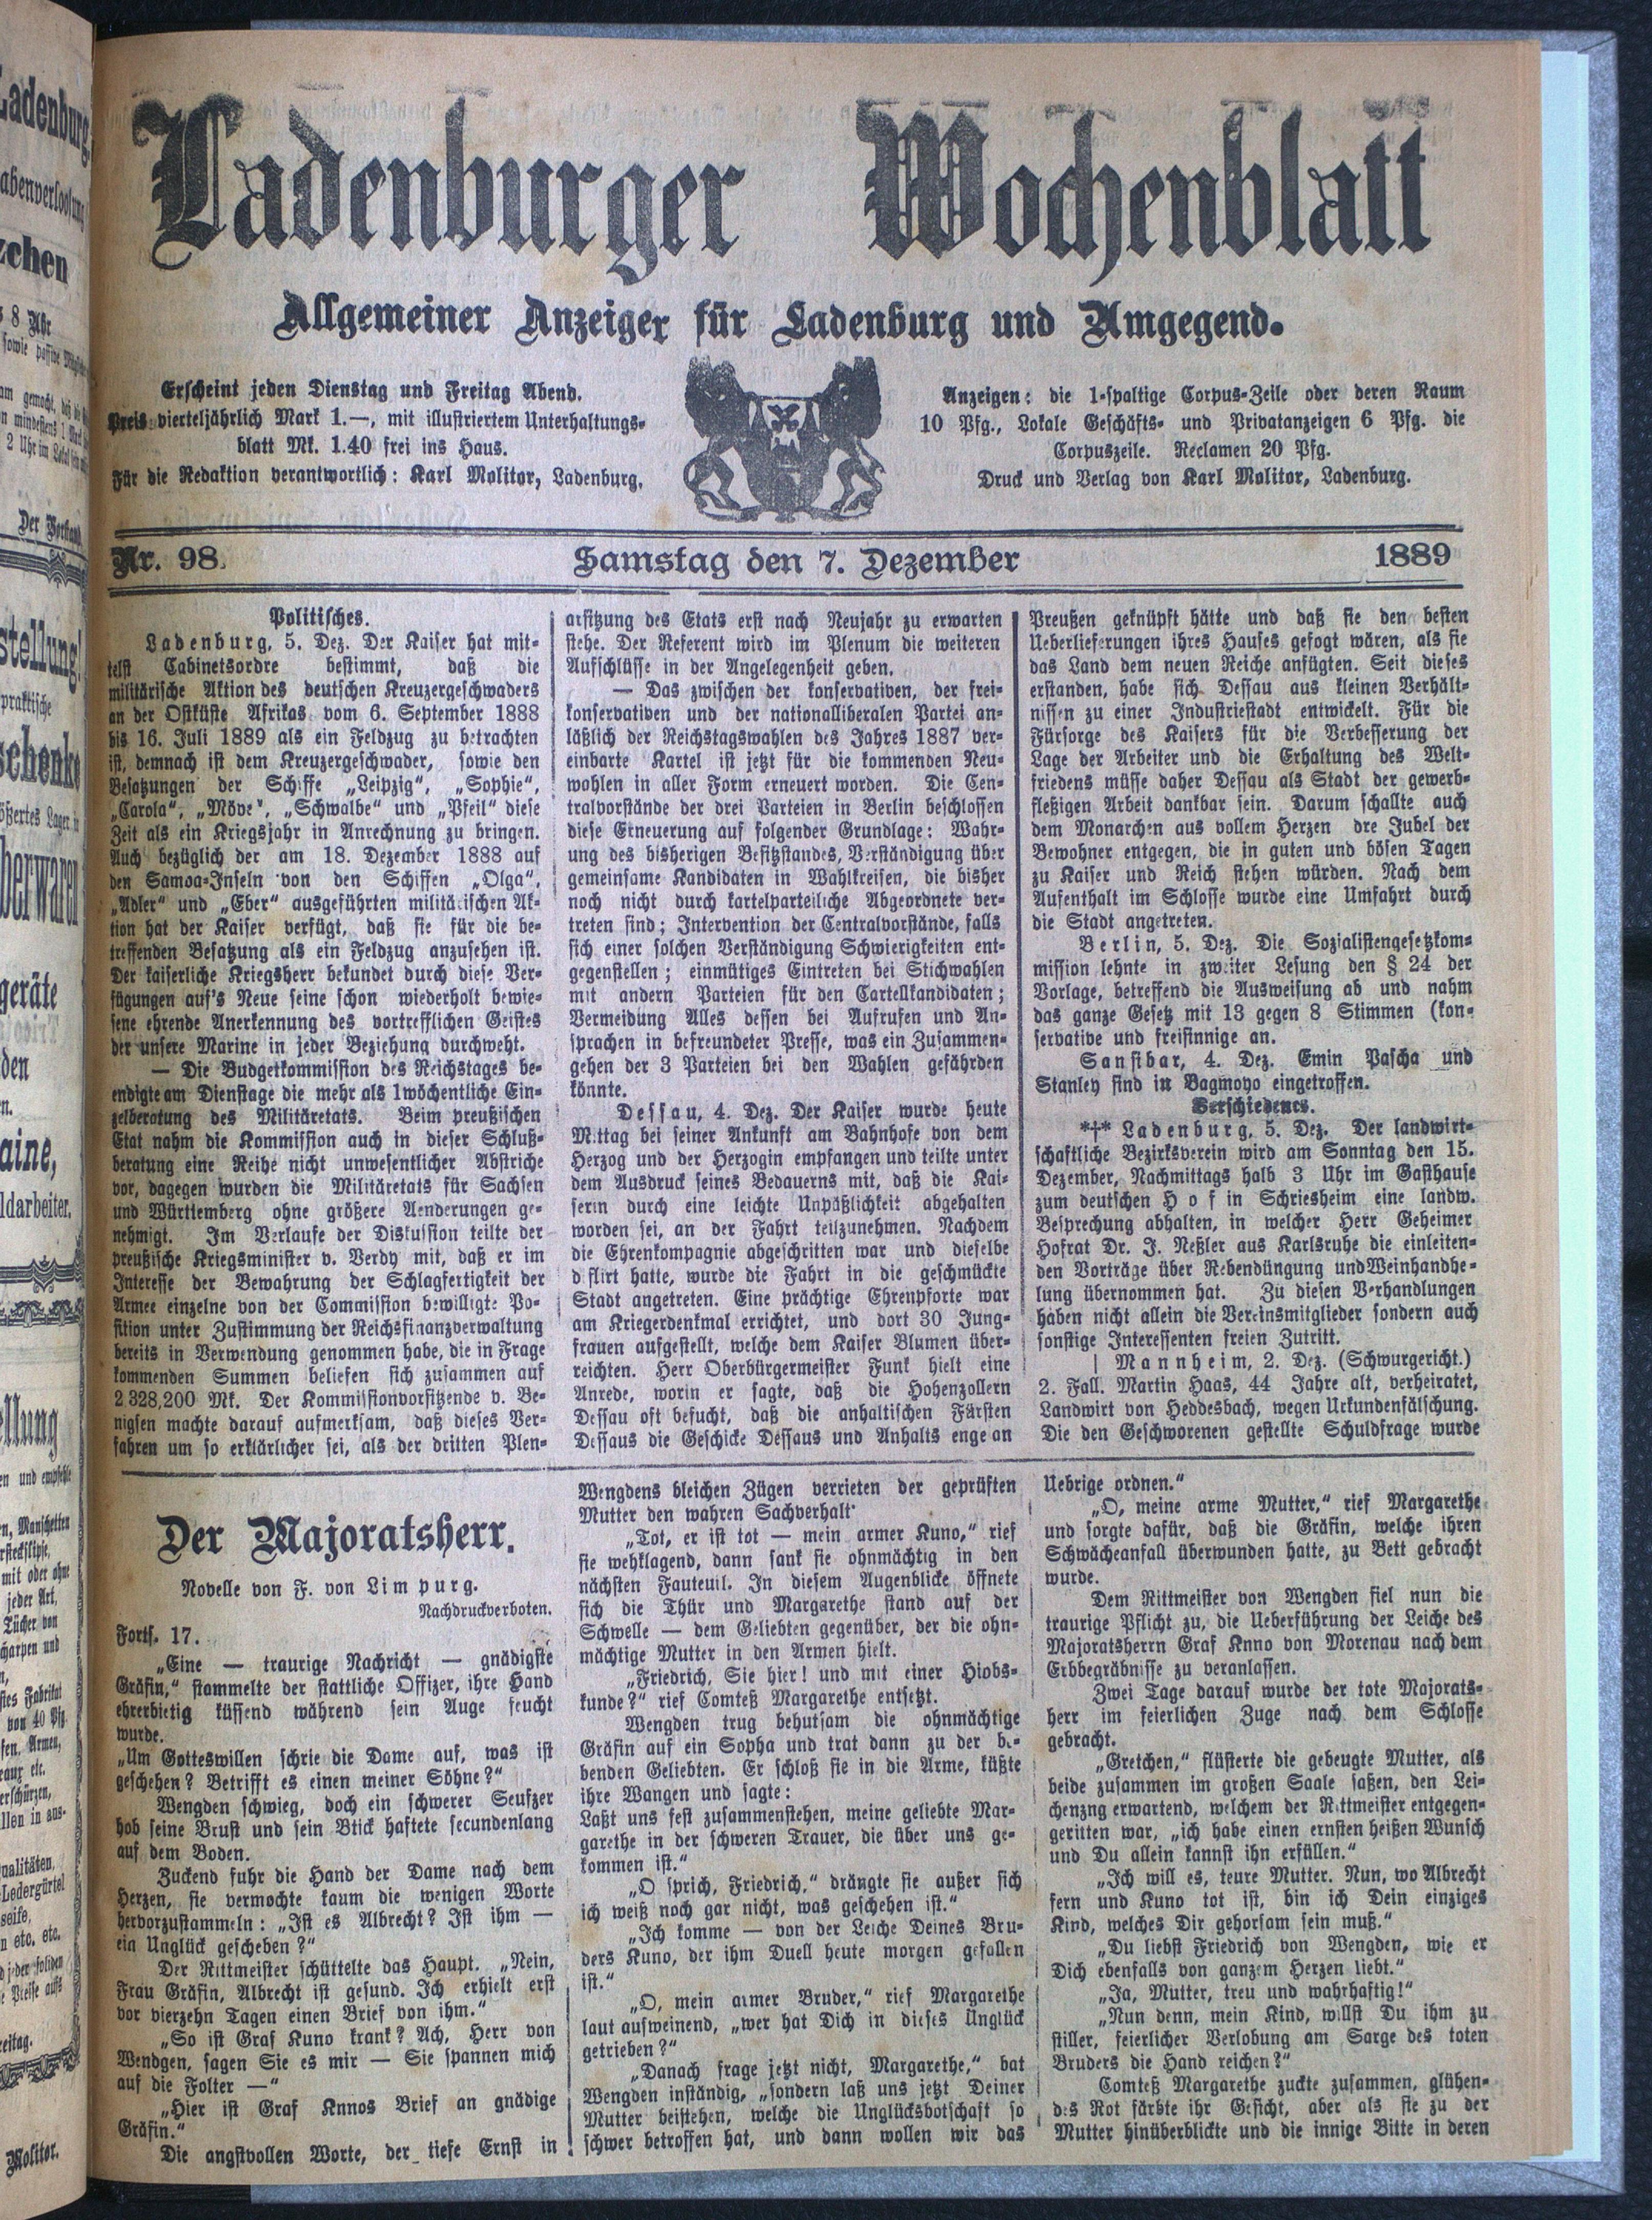 Ladenburger Wochenblatt
Allgemeiner Anzeiger für Ladenburg und Umgegend.
Erscheint jeden Dienstag und Freitag Abend.
Preis vierteljährlich Mark 1.—, mit illustriertem Unterhaltungs-
blatt Mk. 1.40 frei ins Haus.
Für die Redaktion verantwortlich: Karl Molitor, Ladenburg.
Anzeigen: die 1-spaltige Corpus-Zeile oder deren Raum
10 Pfg., Lokale Geschäfts- und Privatanzeigen 6 Pfg. die
Corpuszeile. Reclamen 20 Pfg.
Druck und Verlag von Karl Molitor, Ladenburg.
Nr. 98.
Samstag den 7. Dezember
1889
Politisches.
Ladenburg, 5. Dez. Der Kaiser hat mit-
telst Cabinetsordre bestimmt, daß die
militärische Aktion des deutschen Kreuzergeschwaders
an der Ostküste Afrikas vom 6. September 1888
bis 16. Juli 1889 als ein Feldzug zu betrachten
ist, demnach ist dem Kreuzergeschwader, sowie den
Besatzungen der Schiffe „Leipzig“, „Sophie“,
„Carola“, „Möve“, „Schwalbe“ und „Pfeil“ diese
Zeit als ein Kriegsjahr in Anrechnung zu bringen.
Auch bezüglich der am 18. Dezember 1888 auf
den Samoa-Inseln von den Schiffen „Olga“,
„Adler“ und „Eber“ ausgeführten militärischen Ak-
tion hat der Kaiser verfügt, daß sie für die be-
treffenden Besatzung als ein Feldzug anzusehen ist.
Der kaiserliche Kriegsherr bekundet durch diese Ver-
fügungen auf's Neue seine schon wiederholt bewie-
sene ehrende Anerkennung des vortrefflichen Geistes
der unsere Marine in jeder Beziehung durchweht.
— Die Budgetkommission des Reichstages be-
endigte am Dienstage die mehr als 1wöchentliche Ein-
zelberatung des Militäretats. Beim preußischen
Etat nahm die Kommission auch in dieser Schluß-
beratung eine Reihe nicht unwesentlicher Abstriche
vor, dagegen wurden die Militäretats für Sachsen
und Württemberg ohne größere Aenderungen ge-
nehmigt. Im Verlaufe der Diskussion teilte der
preußische Kriegsminister v. Verdy mit, daß er im
Interesse der Bewahrung der Schlagfertigkeit der
Armee einzelne von der Commission bewilligte Po-
sition unter Zustimmung der Reichsfinanzverwaltung
bereits in Verwendung genommen habe, die in Frage
kommenden Summen beliefen sich zusammen auf
2 328,200 Mk. Der Kommissionvorsitzende v. Be-
nigsen machte darauf aufmerksam, daß dieses Ver-
fahren um so erklärlicher sei, als der dritten Plen-
arsitzung des Etats erst nach Neujahr zu erwarten
stehe. Der Referent wird im Plenum die weiteren
Aufschlüsse in der Angelegenheit geben.
— Das zwischen der konservativen, der frei-
konservativen und der nationalliberalen Partei an-
läßlich der Reichstagswahlen des Jahres 1887 ver-
einbarte Kartel ist jetzt für die kommenden Neu-
wahlen in aller Form erneuert worden. Die Cen-
tralvorstände der drei Parteien in Berlin beschlossen
diese Erneuerung auf folgender Grundlage: Wahr-
ung des bisherigen Besitzstandes, Verständigung über
gemeinsame Kandidaten in Wahlkreisen, die bisher
noch nicht durch kartelparteiliche Abgeordnete ver-
treten sind; Intervention der Centralvorstände, falls
sich einer solchen Verständigung Schwierigkeiten ent-
gegenstellen; einmütiges Eintreten bei Stichwahlen
mit andern Parteien für den Cartellkandidaten;
Vermeidung Alles dessen bei Aufrufen und An-
sprachen in befreundeter Presse, was ein Zusammen-
gehen der 3 Parteien bei den Wahlen gefährden
könnte.
Dessau, 4. Dez. Der Kaiser wurde heute
Mittag bei seiner Ankunft am Bahnhofe von dem
Herzog und der Herzogin empfangen und teilte unter
dem Ausdruck seines Bedauerns mit, daß die Kai-
serin durch eine leichte Unpäßlichkeit abgehalten
worden sei, an der Fahrt teilzunehmen. Nachdem
die Ehrenkompagnie abgeschritten war und dieselbe
d filirt hatte, wurde die Fahrt in die geschmückte
Stadt angetreten. Eine prächtige Ehrenpforte war
am Kriegerdenkmal errichtet, und dort 30 Jung-
frauen aufgestellt, welche dem Kaiser Blumen über-
reichten. Herr Oberbürgermeister Funk hielt eine
Anrede, worin er sagte, daß die Hohenzollern
Dessau oft besucht, daß die anhaltischen Fürsten
Dessaus die Geschicke Dessaus und Anhalts enge an
Preußen geknüpft hätte und daß sie den besten
Ueberlieferungen ihres Hauses gefogt wären, als sie
das Land dem neuen Reiche anfügten. Seit dieses
erstanden, habe sich Dessau aus kleinen Verhält-
nissen zu einer Industriestadt entwickelt. Für die
Fürsorge des Kaisers für die Verbesserung der
Lage der Arbeiter und die Erhaltung des Welt-
friedens müsse daher Dessau als Stadt der gewerb-
fleßigen Arbeit dankbar sein. Darum schallte auch
dem Monarchen aus vollem Herzen dre Jubel der
Bewohner entgegen, die in guten und bösen Tagen
zu Kaiser und Reich stehen würden. Nach dem
Aufenthalt im Schlosse wurde eine Umfahrt durch
die Stadt angetreten.
Berlin, 5. Dez. Die Sozialistengesetzkom-
mission lehnte in zweiter Lesung den § 24 der
Vorlage, betreffend die Ausweisung ab und nahm
das ganze Gesetz mit 13 gegen 8 Stimmen (kon-
servative und freisinnige an.
Sansibar, 4. Dez. Emin Pascha und
Stanley sind in Bagmoyo eingetroffen.
Verschiedenes.
*†* Ladenburg, 5. Dez. Der landwirt-
schaftliche Bezirksverein wird am Sonntag den 15.
Dezember, Nachmittags halb 3 Uhr im Gasthause
zum deutschen Hof in Schriesheim eine landw.
Besprechung abhalten, in welcher Herr Geheimer
Hofrat Dr. J. Neßler aus Karlsruhe die einleiten-
den Vorträge über Rebendüngung und Weinhandhe-
lung übernommen hat. Zu diesen Verhandlungen
haben nicht allein die Vereinsmitglieder sondern auch
sonstige Interessenten freien Zutritt.
| Mannheim, 2. Dez. (Schwurgericht.)
2. Fall. Martin Haas, 44 Jahre alt, verheiratet,
Landwirt von Heddesbach, wegen Urkundenfälschung.
Die den Geschworenen gestellte Schuldfrage wurde
Der Majoratsherr.
Novelle von F. von Limpurg.
Nachdruckverboten.
Forts. 17.
„Eine — traurige Nachricht — gnädigste
Gräfin,“ stammelte der stattliche Offizer, ihre Hand
ehrerbietig küssend während sein Auge feucht
wurde.
„Um Gotteswillen schrie die Dame auf, was ist
geschehen? Betrifft es einen meiner Söhne?“
Wengden schwieg, doch ein schwerer Seufzer
hob seine Brust und sein Btick haftete secundenlang
auf dem Boden.
Zuckend fuhr die Hand der Dame nach dem
Herzen, sie vermochte kaum die wenigen Worte
hervorzustammeln: „Ist es Albrecht? Ist ihm —
ein Unglück gescheben?“
Der Rittmeister schüttelte das Haupt. „Nein,
Frau Gräfin, Albrecht ist gesund. Ich erhielt erst
vor vierzehn Tagen einen Brief von ihm.“
„So ist Graf Kuno krank? Ach, Herr von
Wendgen, sagen Sie es mir — Sie spannen mich
auf die Folter —“
„Hier ist Graf Knnos Brief an gnädige
Gräfin.“
Die angstvollen Worte, der tiefe Ernst in
Wengdens bleichen Zügen verrieten der geprüften
Mutter den wahren Sachverhalt
„Tot, er ist tot — mein armer Kuno,“ rief
sie wehklagend, dann sank sie ohnmächtig in den
nächsten Fauteuil. In diesem Augenblicke öffnete
sich die Thür und Margarethe stand auf der
Schwelle — dem Geliebten gegenüber, der die ohn-
mächtige Mutter in den Armen hielt.
„Friedrich, Sie hier! und mit einer Hiobs-
kunde?“ rief Comteß Margarethe entsetzt.
Wengden trug behutsam die ohnmächtige
Gräfin auf ein Sopha und trat dann zu der be-
benden Geliebten. Er schloß sie in die Arme, küßte
ihre Wangen und sagte:
Laßt uns fest zusammenstehen, meine geliebte Mar-
garethe in der schweren Trauer, die über uns ge-
kommen ist.“
„O sprich, Friedrich,“ drängte sie außer sich
ich weiß noch gar nicht, was geschehen ist.“
„Ich komme — von der Leiche Deines Bru-
ders Kuno, der ihm Duell heute morgen gefallen
ist.“
„O, mein armer Bruder,“ rief Margarethe
laut aufweinend, „wer hat Dich in dieses Unglück
getrieben?“
„Danach frage jetzt nicht, Margarethe,“ bat
Wengden inständig, „sondern laß uns jetzt Deiner
Mutter beistehen, welche die Unglücksbotschaft so
schwer betroffen hat, und dann wollen wir das
Uebrige ordnen.“
„O, meine arme Mutter,“ rief Margarethe
und sorgte dafür, daß die Gräfin, welche ihren
Schwächeanfall überwunden hatte, zu Bett gebracht
wurde.
Dem Rittmeister von Wengden fiel nun die
traurige Pflicht zu, die Ueberführung der Leiche des
Majoratsherrn Graf Knno von Morenau nach dem
Erbbegräbnisse zu veranlassen.
Zwei Tage darauf wurde der tote Majorats-
herr im feierlichen Zuge nach dem Schlosse
gebracht.
„Gretchen,“ flüsterte die gebeugte Mutter, als
beide zusammen im großen Saale saßen, den Lei-
chenzng erwartend, welchem der Rittmeister entgegen-
geritten war, „ich habe einen ernsten heißen Wunsch
und Du allein kannst ihn erfüllen.“
„Ich will es, teure Mutter. Nun, wo Albrecht
fern und Kuno tot ist, bin ich Dein einziges
Kind, welches Dir gehorsam sein muß.“
„Du liebst Friedrich von Wengden, wie er
Dich ebenfalls von ganzem Herzen liebt.“
„Ja, Mutter, treu und wahrhaftig!“
„Nun denn, mein Kind, willst Du ihm zu
stiller, feierlicher Verlobung am Sarge des toten
Bruders die Hand reichen?“
Comteß Margarethe zuckte zusammen, glühen-
des Rot färbte ihr Gesicht, aber als sie zu der
Mutter hinüberblickte und die innige Bitte in deren